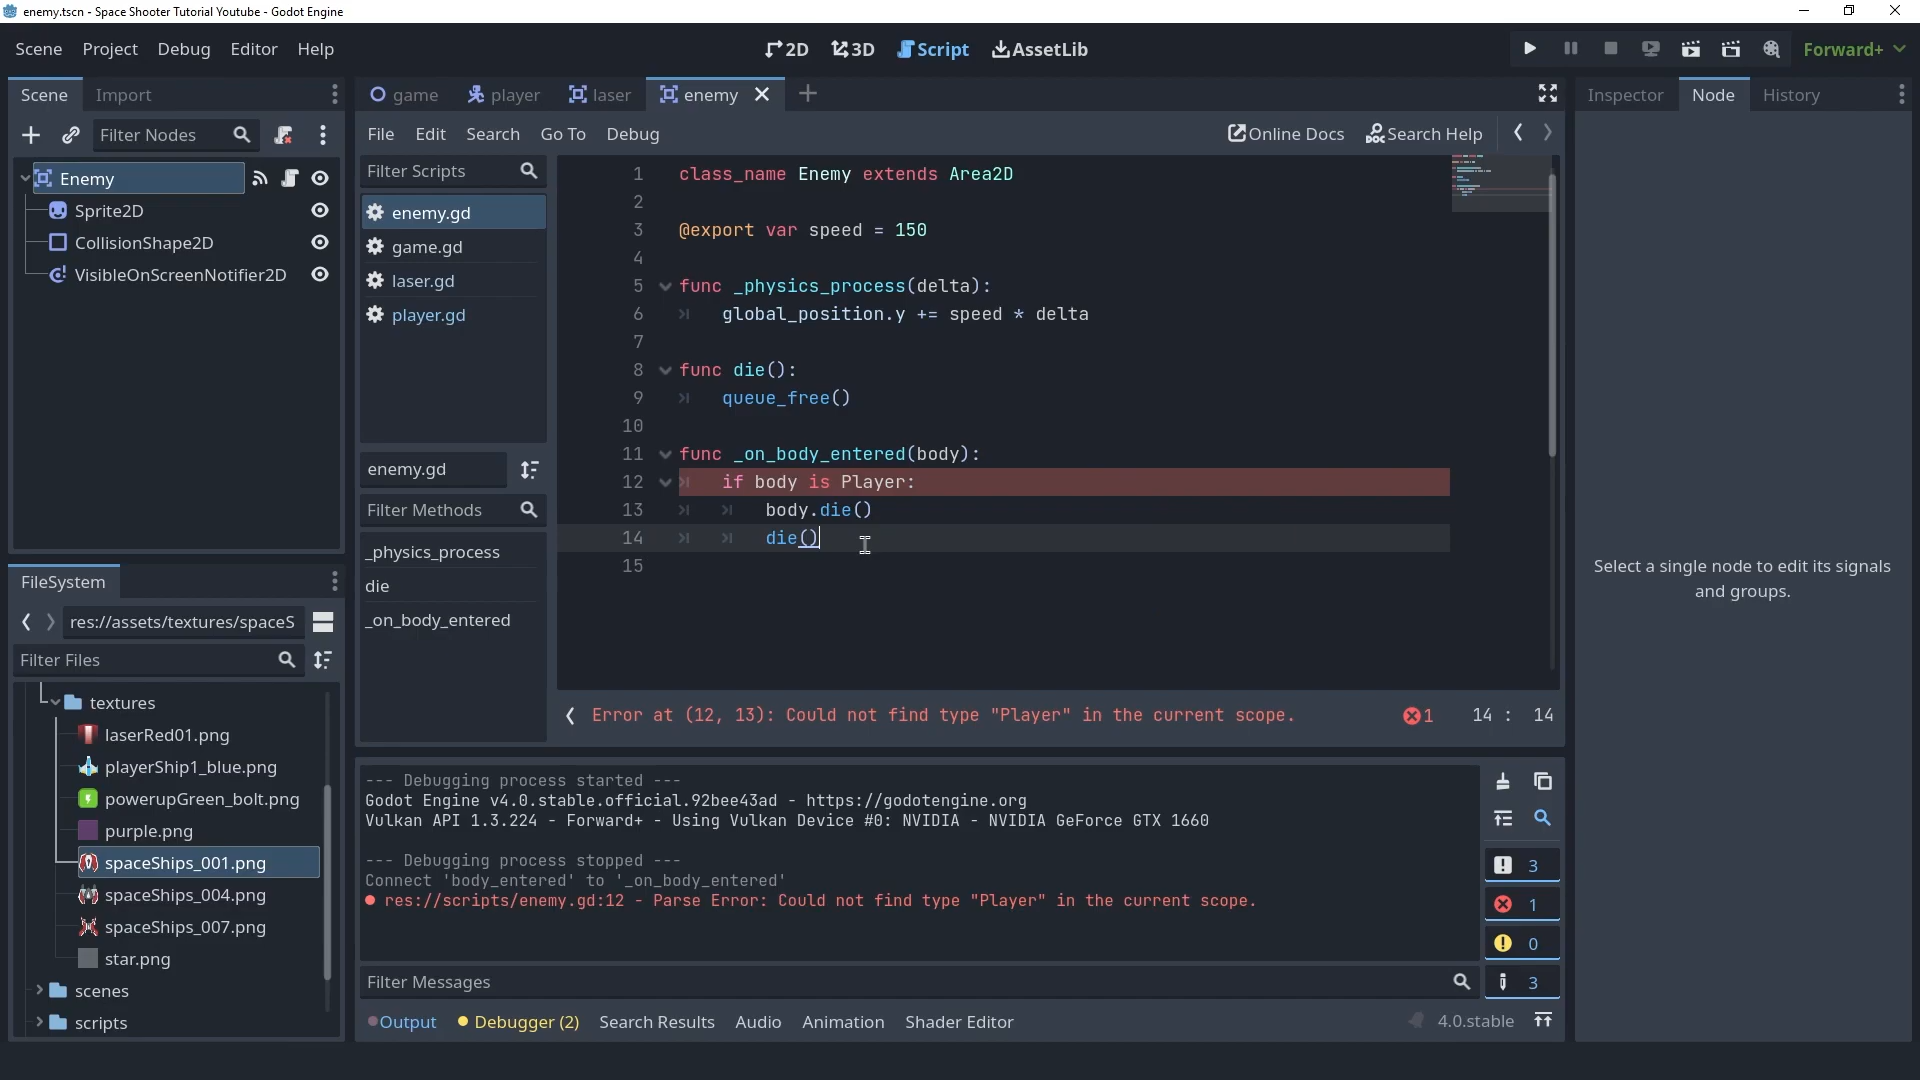 enemy.tscn - Space Shooter Tutorial Youtube - Godot Engine
Scene Project Debug Editor Help
2D 3D Script AssetLib
Forward+
Scene Import
game player laser enemy
Inspector Node History
Filter Nodes
File Edit Search Go To Debug
Online Docs Search Help
Enemy
Sprite2D
CollisionShape2D
VisibleOnScreenNotifier2D
Filter Scripts
enemy.gd
game.gd
laser.gd
player.gd
enemy.gd
Filter Methods
_physics_process
die
_on_body_entered
1 class_name Enemy extends Area2D
2
3 @export var speed = 150
4
5 func _physics_process(delta):
6 global_position.y += speed * delta
7
8 func die():
9 queue_free()
10
11 func _on_body_entered(body):
12 if body is Player:
13 body.die()
14 die()
15
Error at (12, 13): Could not find type "Player" in the current scope.
1 14 : 14
Select a single node to edit its signals
and groups.
FileSystem
res://assets/textures/spaceS
Filter Files
textures
laserRed01.png
playerShip1_blue.png
powerupGreen_bolt.png
purple.png
spaceShips_001.png
spaceShips_004.png
spaceShips_007.png
star.png
scenes
scripts
--- Debugging process started ---
Godot Engine v4.0.stable.official.92bee43ad - https://godotengine.org
Vulkan API 1.3.224 - Forward+ - Using Vulkan Device #0: NVIDIA - NVIDIA GeForce GTX 1660
--- Debugging process stopped ---
Connect 'body_entered' to '_on_body_entered'
res://scripts/enemy.gd:12 - Parse Error: Could not find type "Player" in the current scope.
3
1
0
3
Filter Messages
Output Debugger (2) Search Results Audio Animation Shader Editor
4.0.stable